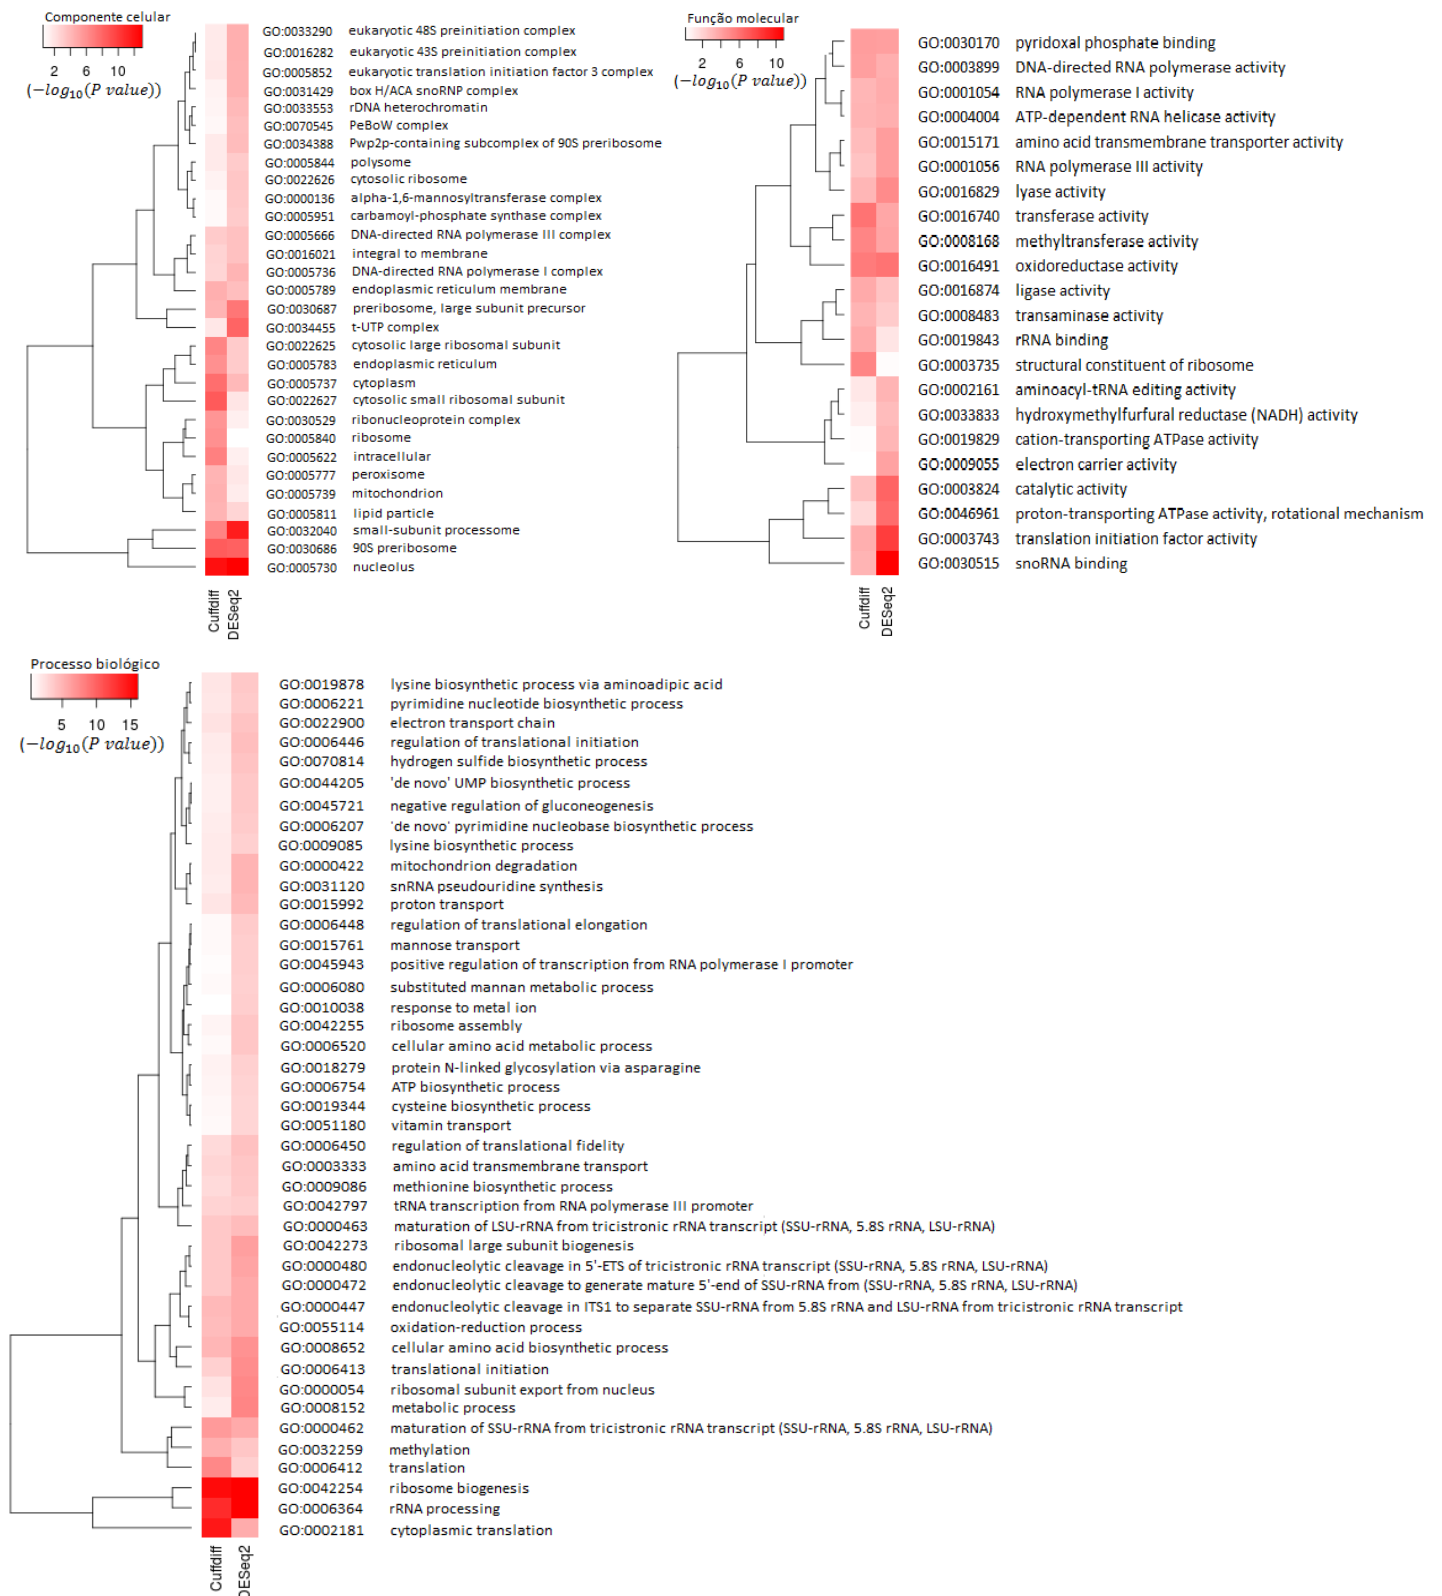 Componente celular
2 6 10
(−log10(P value))
GO:0033290 eukaryotic 48S preinitiation complex
GO:0016282 eukaryotic 43S preinitiation complex
GO:0005852 eukaryotic translation initiation factor 3 complex
GO:0031429 box H/ACA snoRNP complex
GO:0033553 rDNA heterochromatin
GO:0070545 PeBoW complex
GO:0034388 Pwp2p-containing subcomplex of 90S preribosome
GO:0005844 polysome
GO:0022626 cytosolic ribosome
GO:0000136 alpha-1,6-mannosyltransferase complex
GO:0005951 carbamoyl-phosphate synthase complex
GO:0005666 DNA-directed RNA polymerase III complex
GO:0016021 integral to membrane
GO:0005736 DNA-directed RNA polymerase I complex
GO:0005789 endoplasmic reticulum membrane
GO:0030687 preribosome, large subunit precursor
GO:0034455 t-UTP complex
GO:0022625 cytosolic large ribosomal subunit
GO:0005783 endoplasmic reticulum
GO:0005737 cytoplasm
GO:0022627 cytosolic small ribosomal subunit
GO:0030529 ribonucleoprotein complex
GO:0005840 ribosome
GO:0005622 intracellular
GO:0005777 peroxisome
GO:0005739 mitochondrion
GO:0005811 lipid particle
GO:0032040 small-subunit processome
GO:0030686 90S preribosome
GO:0005730 nucleolus
Cuffdiff
DESeq2
Função molecular
2 6 10
(−log10(P value))
GO:0030170 pyridoxal phosphate binding
GO:0003899 DNA-directed RNA polymerase activity
GO:0001054 RNA polymerase I activity
GO:0004004 ATP-dependent RNA helicase activity
GO:0015171 amino acid transmembrane transporter activity
GO:0001056 RNA polymerase III activity
GO:0016829 lyase activity
GO:0016740 transferase activity
GO:0008168 methyltransferase activity
GO:0016491 oxidoreductase activity
GO:0016874 ligase activity
GO:0008483 transaminase activity
GO:0019843 rRNA binding
GO:0003735 structural constituent of ribosome
GO:0002161 aminoacyl-tRNA editing activity
GO:0033833 hydroxymethylfurfural reductase (NADH) activity
GO:0019829 cation-transporting ATPase activity
GO:0009055 electron carrier activity
GO:0003824 catalytic activity
GO:0046961 proton-transporting ATPase activity, rotational mechanism
GO:0003743 translation initiation factor activity
GO:0030515 snoRNA binding
Cuffdiff
DESeq2
Processo biológico
5 10 15
(−log10(P value))
GO:0019878 lysine biosynthetic process via aminoadipic acid
GO:0006221 pyrimidine nucleotide biosynthetic process
GO:0022900 electron transport chain
GO:0006446 regulation of translational initiation
GO:0070814 hydrogen sulfide biosynthetic process
GO:0044205 'de novo' UMP biosynthetic process
GO:0045721 negative regulation of gluconeogenesis
GO:0006207 'de novo' pyrimidine nucleobase biosynthetic process
GO:0009085 lysine biosynthetic process
GO:0000422 mitochondrion degradation
GO:0031120 snRNA pseudouridine synthesis
GO:0015992 proton transport
GO:0006448 regulation of translational elongation
GO:0015761 mannose transport
GO:0045943 positive regulation of transcription from RNA polymerase I promoter
GO:0006080 substituted mannan metabolic process
GO:0010038 response to metal ion
GO:0042255 ribosome assembly
GO:0006520 cellular amino acid metabolic process
GO:0018279 protein N-linked glycosylation via asparagine
GO:0006754 ATP biosynthetic process
GO:0019344 cysteine biosynthetic process
GO:0051180 vitamin transport
GO:0006450 regulation of translational fidelity
GO:0003333 amino acid transmembrane transport
GO:0009086 methionine biosynthetic process
GO:0042797 tRNA transcription from RNA polymerase III promoter
GO:0000463 maturation of LSU-rRNA from tricistronic rRNA transcript (SSU-rRNA, 5.8S rRNA, LSU-rRNA)
GO:0042273 ribosomal large subunit biogenesis
GO:0000480 endonucleolytic cleavage in 5'-ETS of tricistronic rRNA transcript (SSU-rRNA, 5.8S rRNA, LSU-rRNA)
GO:0000472 endonucleolytic cleavage to generate mature 5'-end of SSU-rRNA from (SSU-rRNA, 5.8S rRNA, LSU-rRNA)
GO:0000447 endonucleolytic cleavage in ITS1 to separate SSU-rRNA from 5.8S rRNA and LSU-rRNA from tricistronic rRNA transcript
GO:0055114 oxidation-reduction process
GO:0008652 cellular amino acid biosynthetic process
GO:0006413 translational initiation
GO:0000054 ribosomal subunit export from nucleus
GO:0008152 metabolic process
GO:0000462 maturation of SSU-rRNA from tricistronic rRNA transcript (SSU-rRNA, 5.8S rRNA, LSU-rRNA)
GO:0032259 methylation
GO:0006412 translation
GO:0042254 ribosome biogenesis
GO:0006364 rRNA processing
GO:0002181 cytoplasmic translation
Cuffdiff
DESeq2